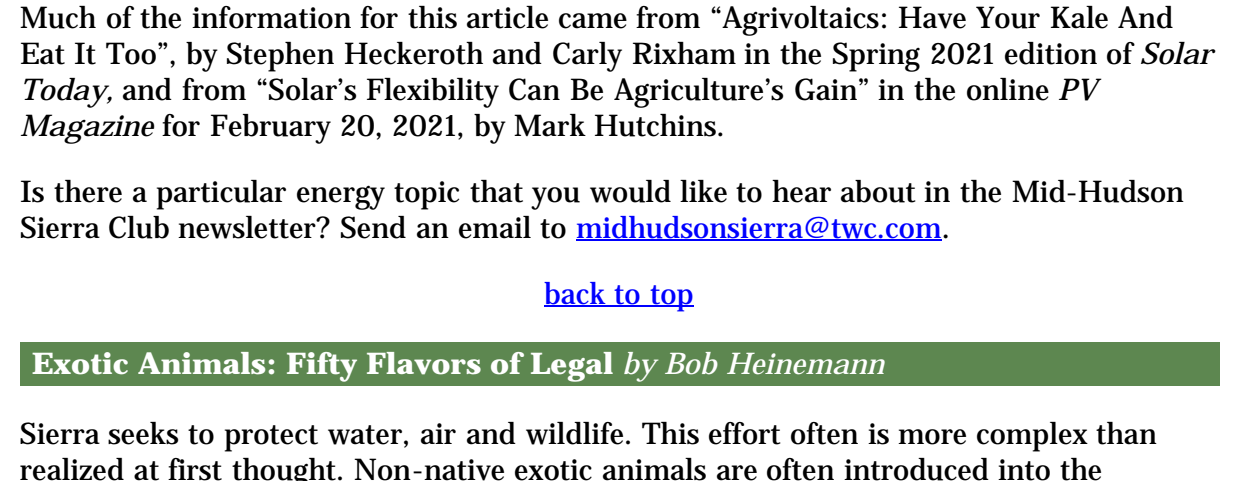 Much of the information for this article came from “Agrivoltaics: Have Your Kale And
Eat It Too”, by Stephen Heckeroth and Carly Rixham in the Spring 2021 edition of Solar
Today, and from “Solar’s Flexibility Can Be Agriculture’s Gain” in the online PV
Magazine for February 20, 2021, by Mark Hutchins.
Is there a particular energy topic that you would like to hear about in the Mid-Hudson
Sierra Club newsletter? Send an email to midhudsonsierra@twc.com.
back to top
Exotic Animals: Fifty Flavors of Legal by Bob Heinemann
Sierra seeks to protect water, air and wildlife. This effort often is more complex than
realized at first thought. Non-native exotic animals are often introduced into the